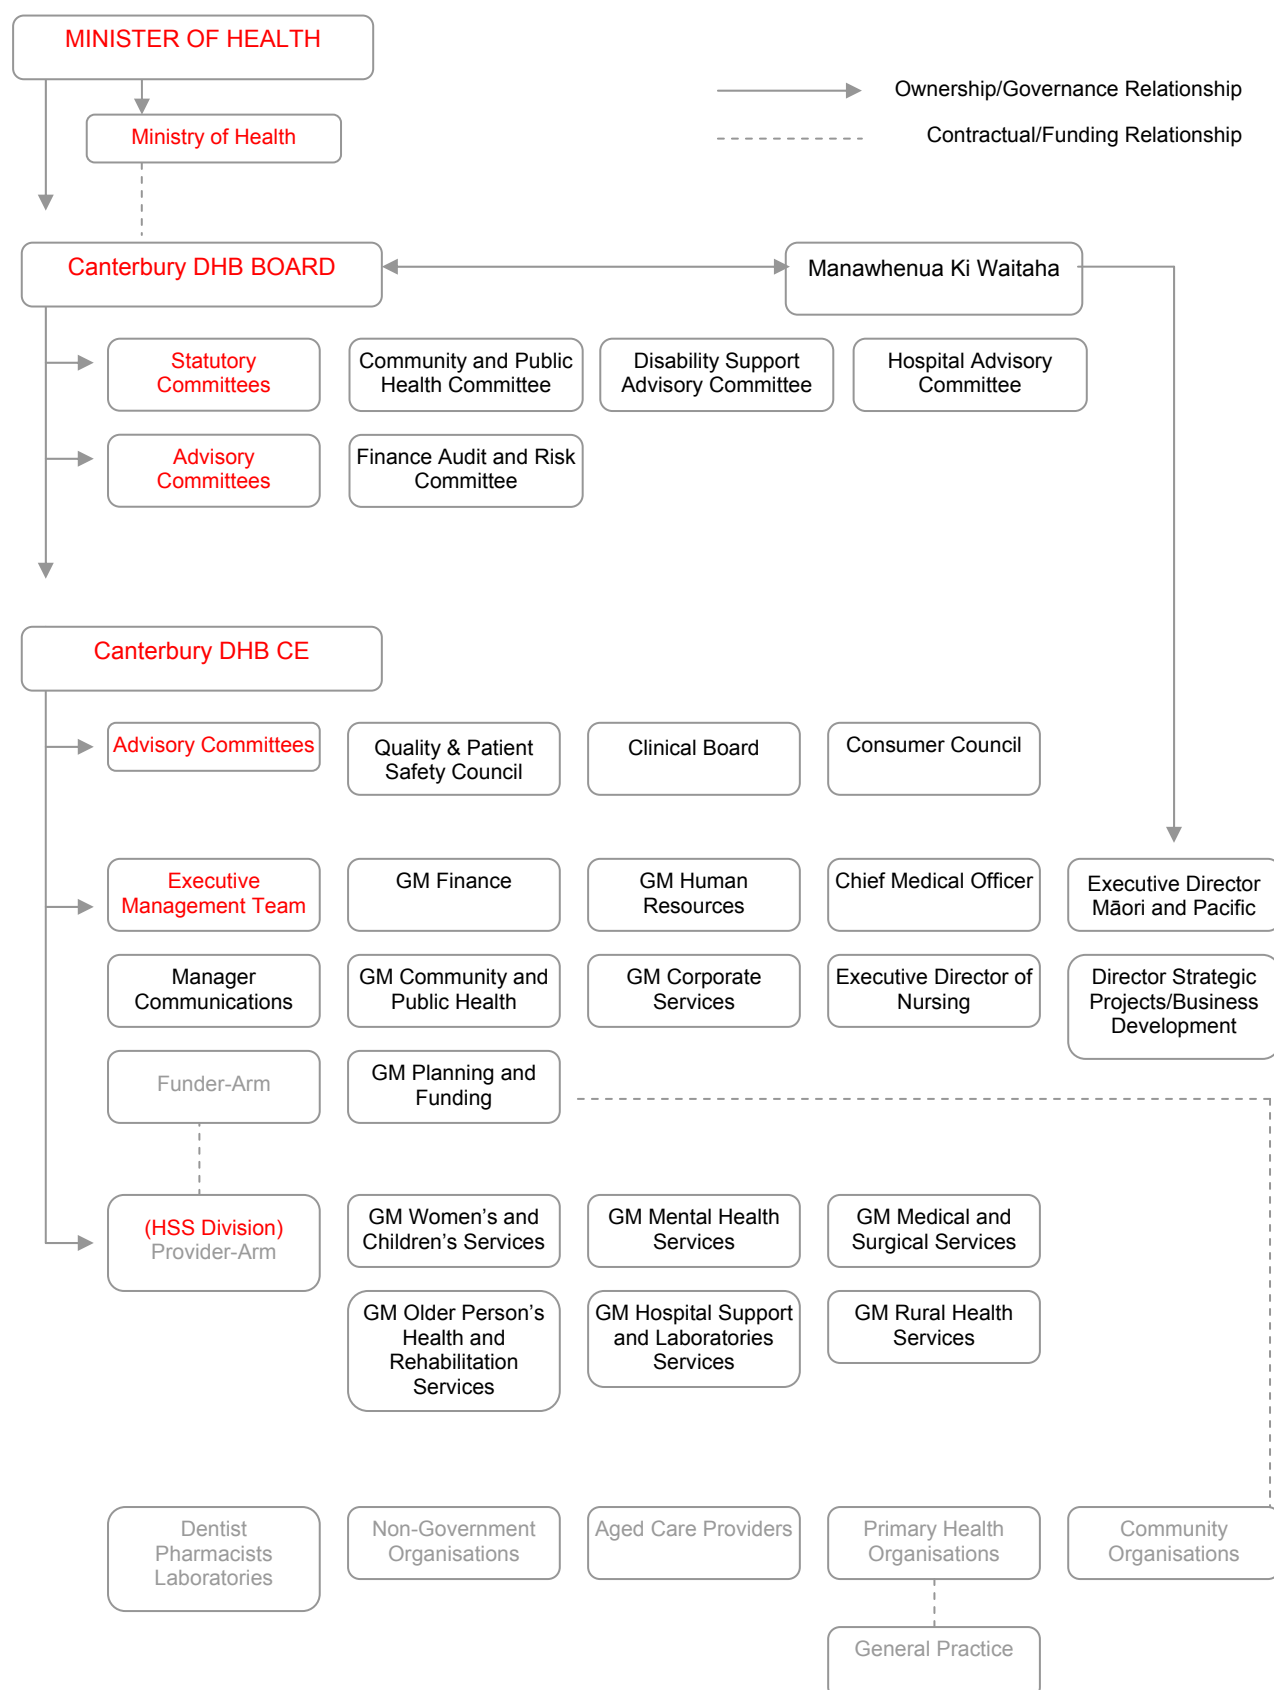 MINISTER OF HEALTH
Ownership/Governance Relationship
Ministry of Health
Contractual/Funding Relationship
Canterbury DHB BOARD
Manawhenua Ki Waitaha
Statutory
Committees
Community and Public
Health Committee
Disability Support
Advisory Committee
Hospital Advisory
Committee
Advisory
Committees
Finance Audit and Risk
Committee
Canterbury DHB CE
Advisory Committees
Quality & Patient
Safety Council
Clinical Board
Consumer Council
Executive
Management Team
GM Finance
GM Human
Resources
Chief Medical Officer
Executive Director
Māori and Pacific
Manager
Communications
GM Community and
Public Health
GM Corporate
Services
Executive Director of
Nursing
Director Strategic
Projects/Business
Development
Funder-Arm
GM Planning and
Funding
(HSS Division)
Provider-Arm
GM Women’s and
Children’s Services
GM Mental Health
Services
GM Medical and
Surgical Services
GM Older Person’s
Health and
Rehabilitation
Services
GM Hospital Support
and Laboratories
Services
GM Rural Health
Services
Dentist
Pharmacists
Laboratories
Non-Government
Organisations
Aged Care Providers
Primary Health
Organisations
Community
Organisations
General Practice